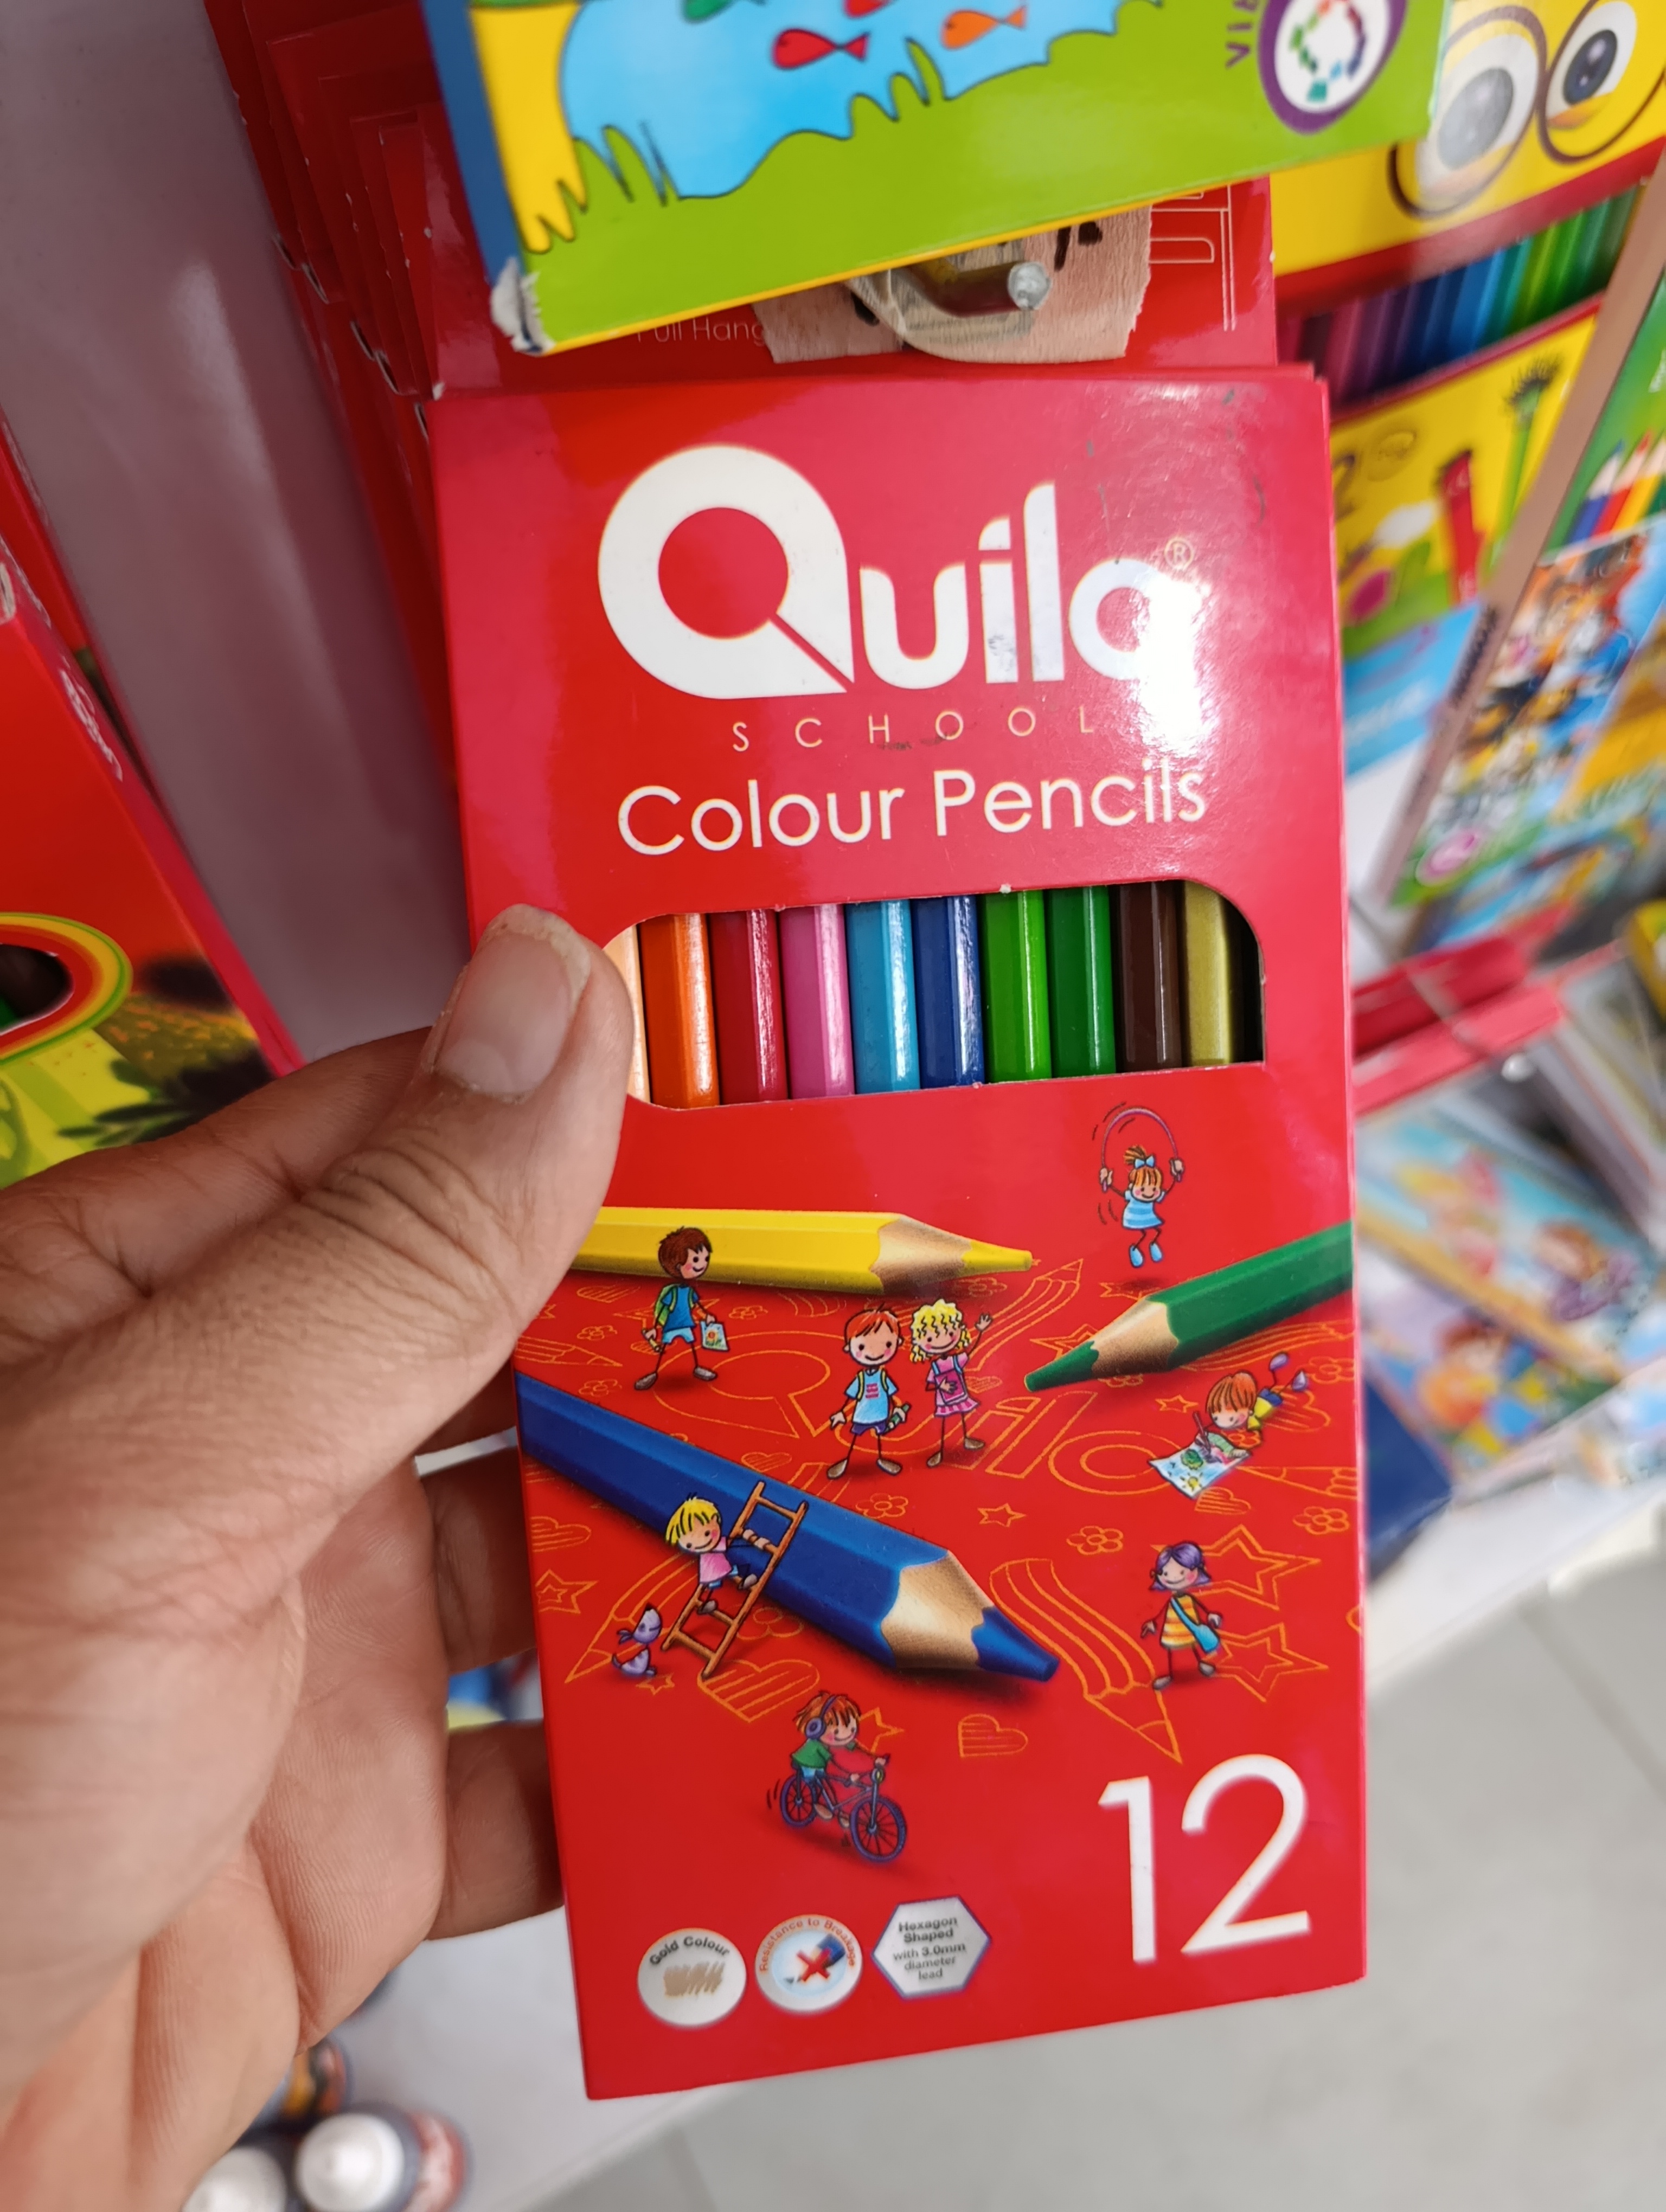 Full Hang
Quila®
SCHOOL
Colour Pencils
12
Gold Colour
Resistance to Breakage
Hexagon
Shaped
with 3.0mm
diameter
lead